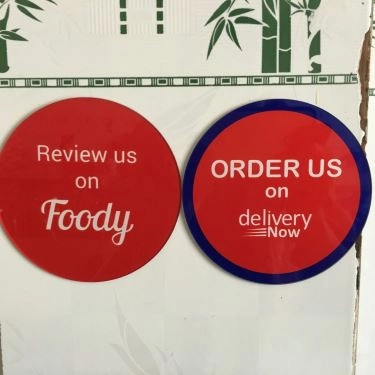 Review us
on
Foody
ORDER US
on
delivery
Now